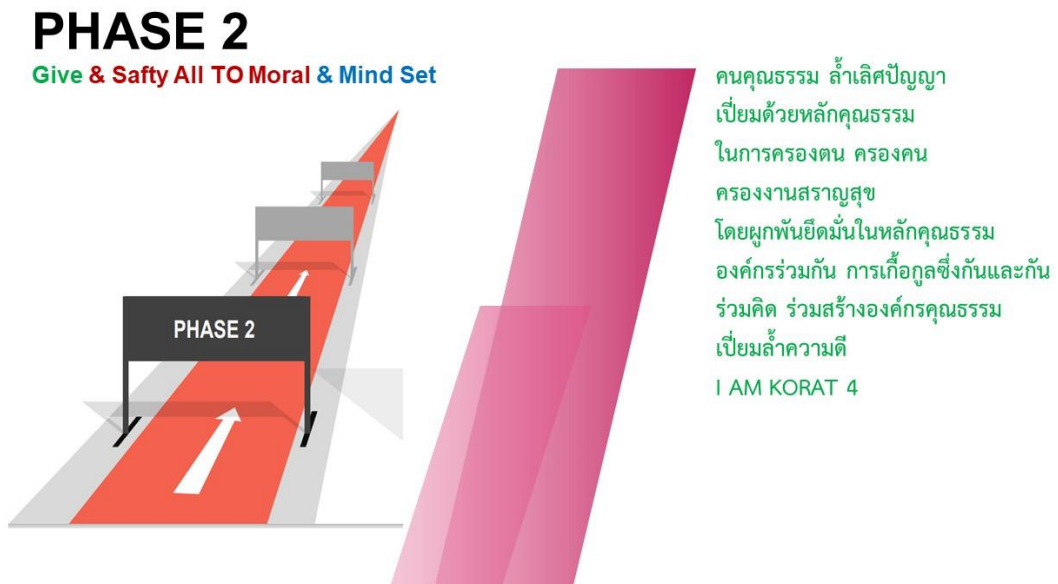 PHASE 2
Give & Safty All TO Moral & Mind Set
PHASE 2
คนคุณธรรม ล้ำเลิศปัญญา
เปี่ยมด้วยหลักคุณธรรม
ในการครองตน ครองคน
ครองงานสราญสุข
โดยผูกพันยึดมั่นในหลักคุณธรรม
องค์กรร่วมกัน การเกื้อกูลซึ่งกันและกัน
ร่วมคิด ร่วมสร้างองค์กรคุณธรรม
เปี่ยมล้ำความดี
I AM KORAT 4